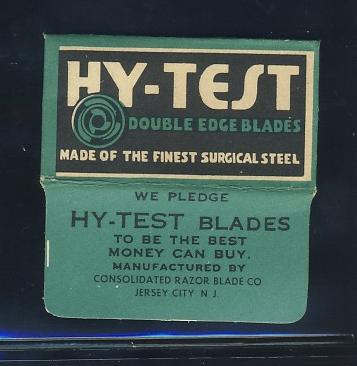 HY-TEST
DOUBLE EDGE BLADES
MADE OF THE FINEST SURGICAL STEEL
WE PLEDGE
HY-TEST BLADES
TO BE THE BEST
MONEY CAN BUY.
MANUFACTURED BY
CONSOLIDATED RAZOR BLADE CO
JERSEY CITY N J.